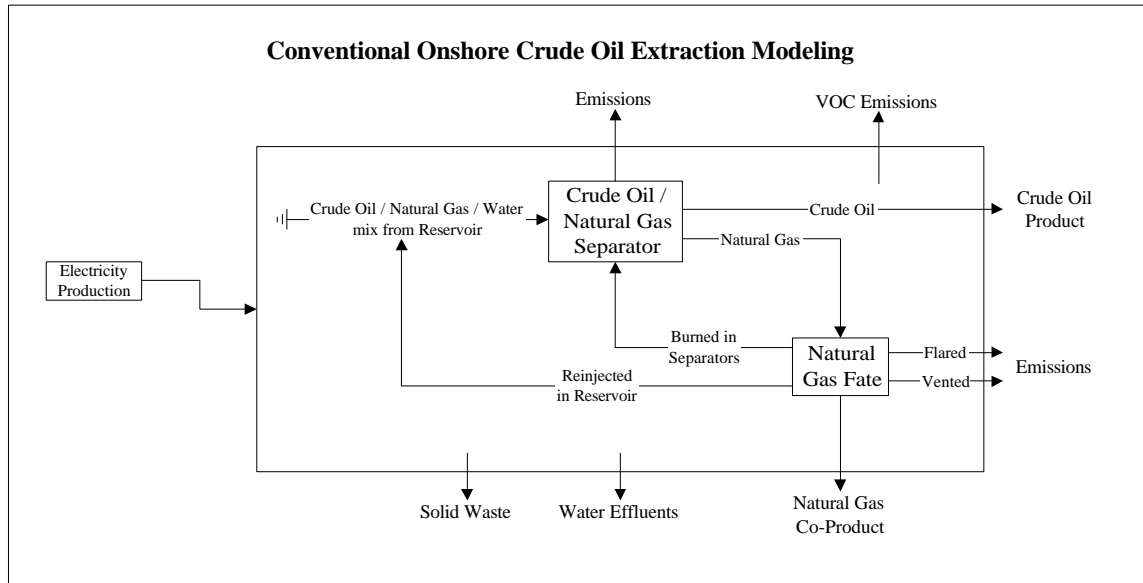 Conventional Onshore Crude Oil Extraction Modeling
Emissions
VOC Emissions
Crude Oil / Natural Gas / Water
mix from Reservoir
Crude Oil /
Natural Gas
Separator
Crude Oil
Crude Oil
Product
Natural Gas
Electricity
Production
Burned in
Separators
Natural
Gas Fate
Flared
Vented
Emissions
Reinjected
in Reservoir
Solid Waste
Water Effluents
Natural Gas
Co-Product